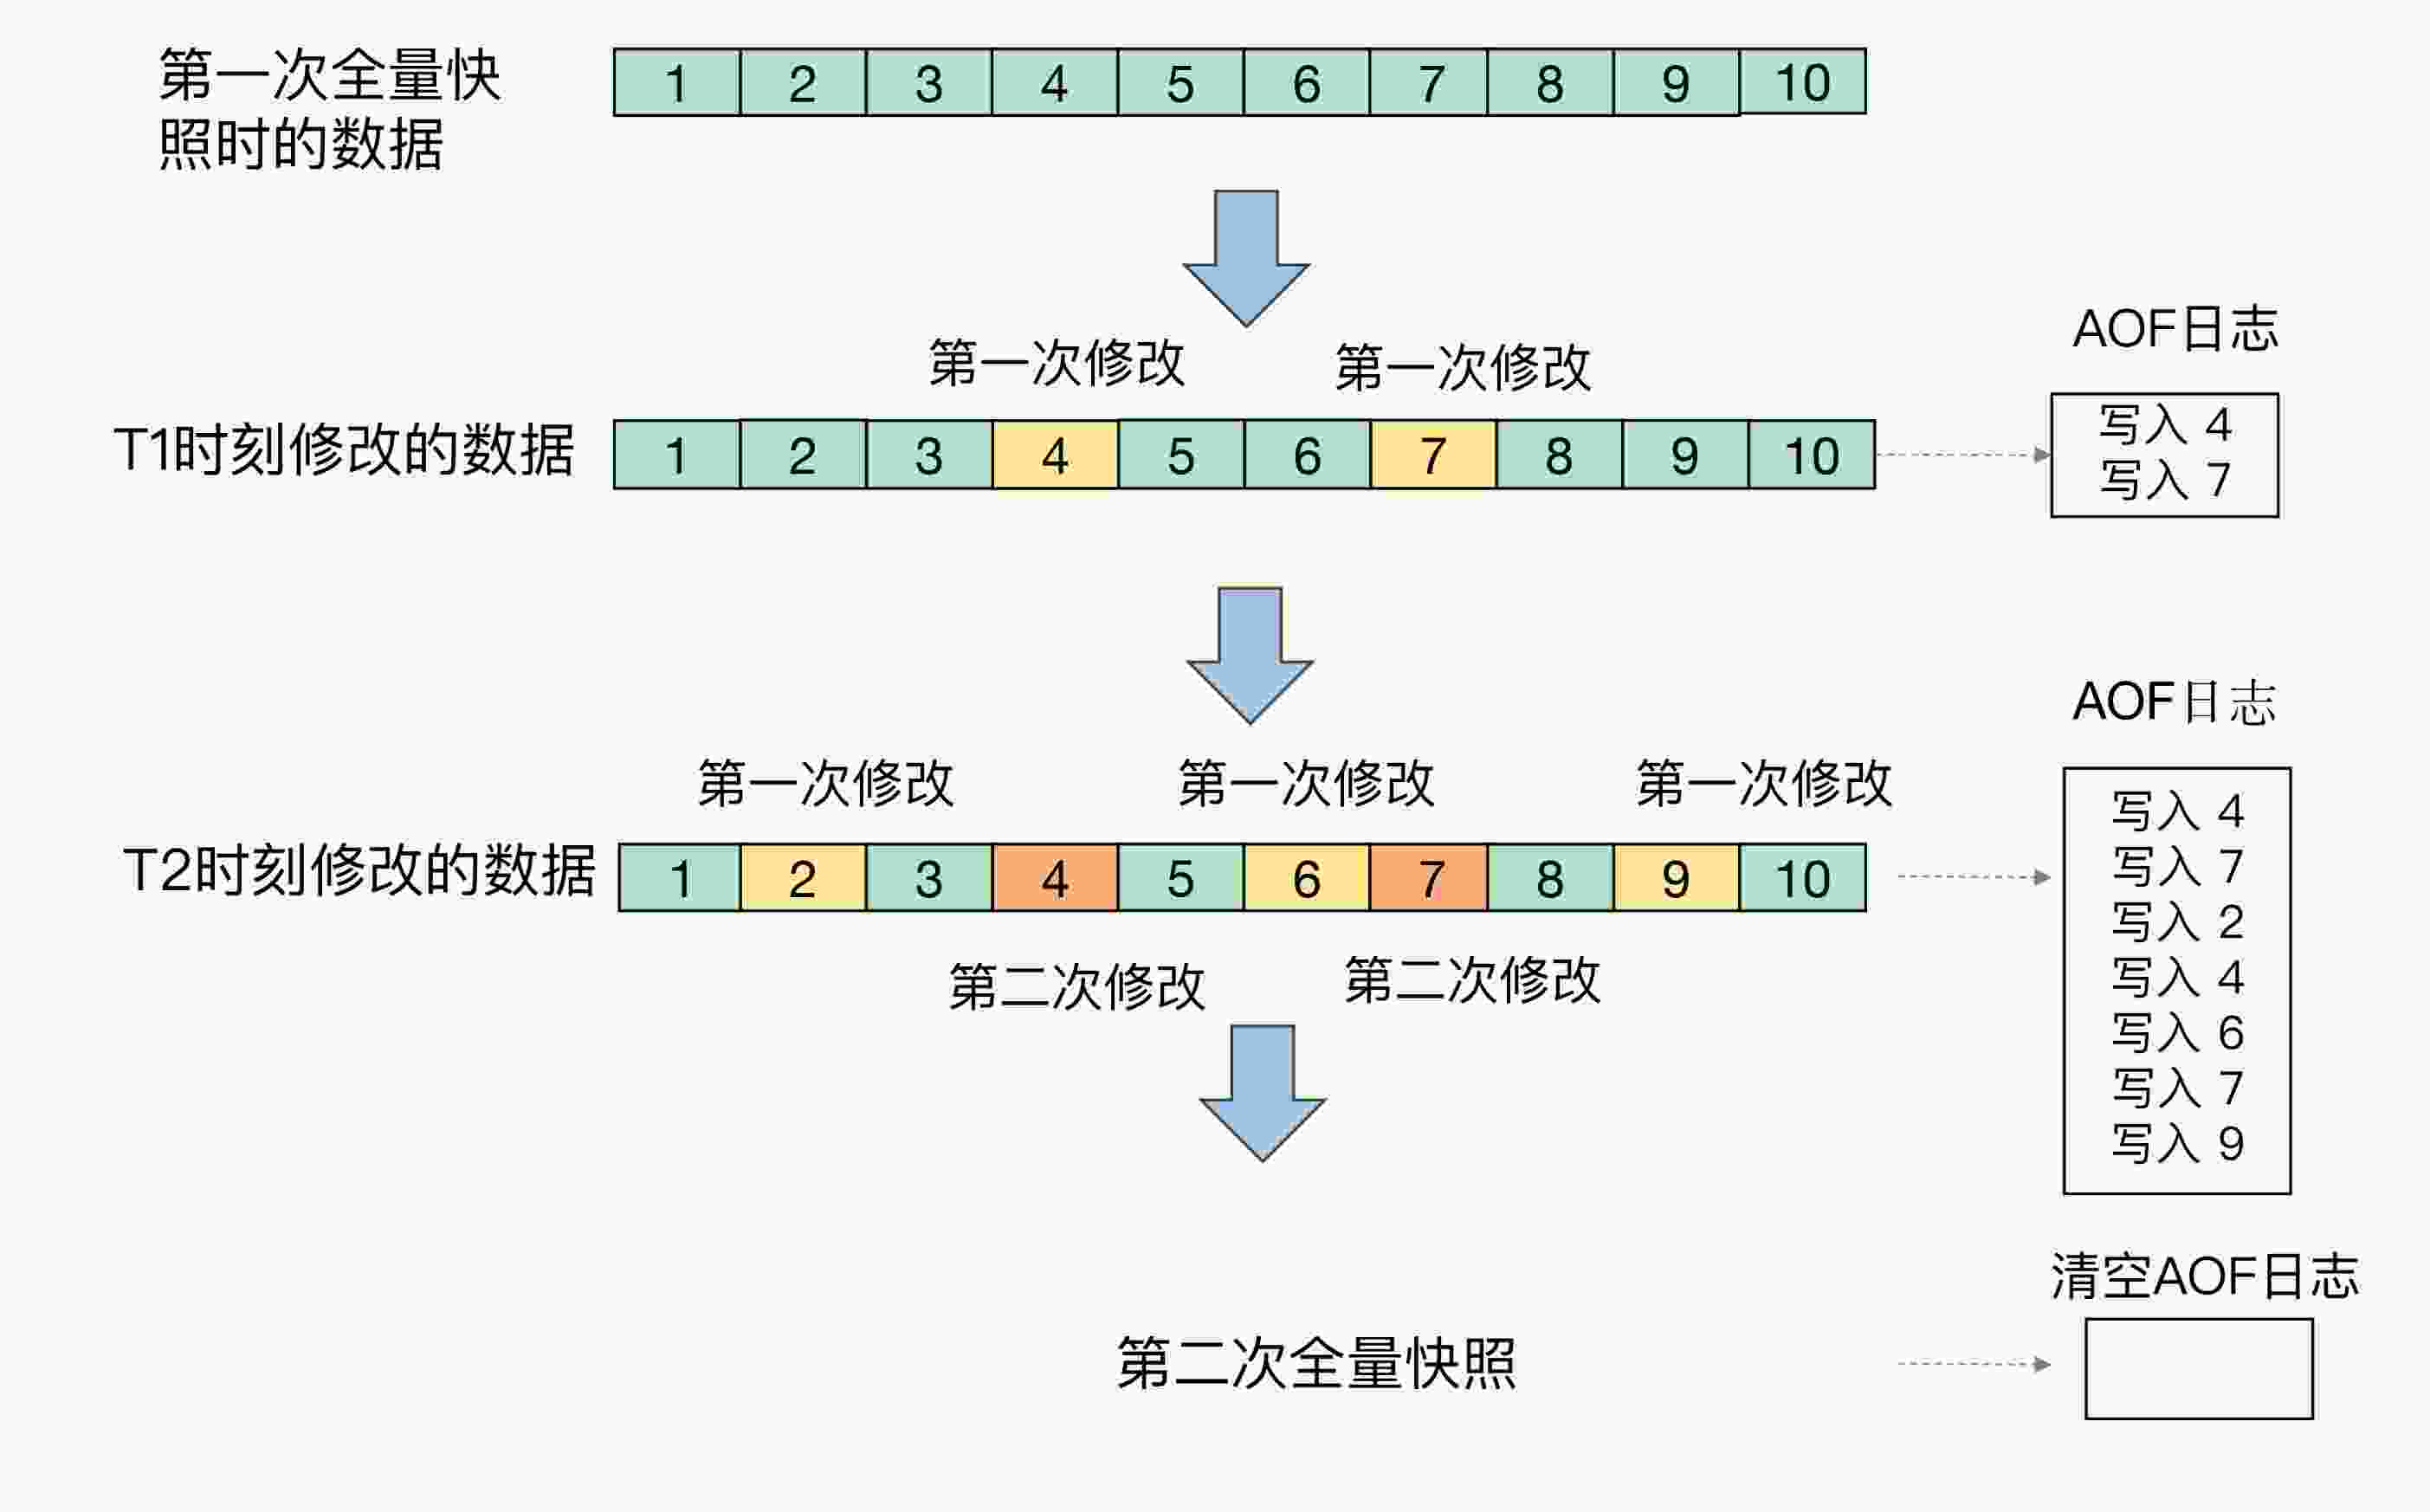 第一次全量快
照时的数据
1 2 3 4 5 6 7 8 9 10
第一次修改 第一次修改
AOF日志
T1时刻修改的数据
1 2 3 4 5 6 7 8 9 10
写入 4
写入 7
第一次修改 第一次修改 第一次修改
AOF日志
T2时刻修改的数据
1 2 3 4 5 6 7 8 9 10
第二次修改 第二次修改
写入 4
写入 7
写入 2
写入 4
写入 6
写入 7
写入 9
第二次全量快照
清空AOF日志